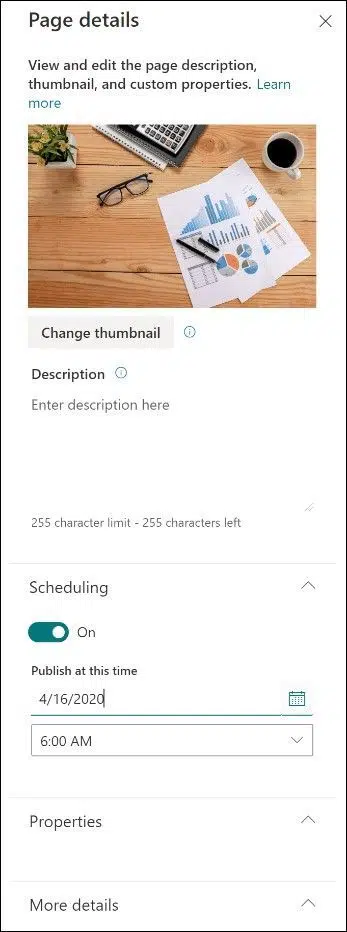 Page details
View and edit the page description,
thumbnail, and custom properties. Learn
more
Change thumbnail
Description
Enter description here
255 character limit - 255 characters left
Scheduling
On
Publish at this time
4/16/2020
6:00 AM
Properties
More details